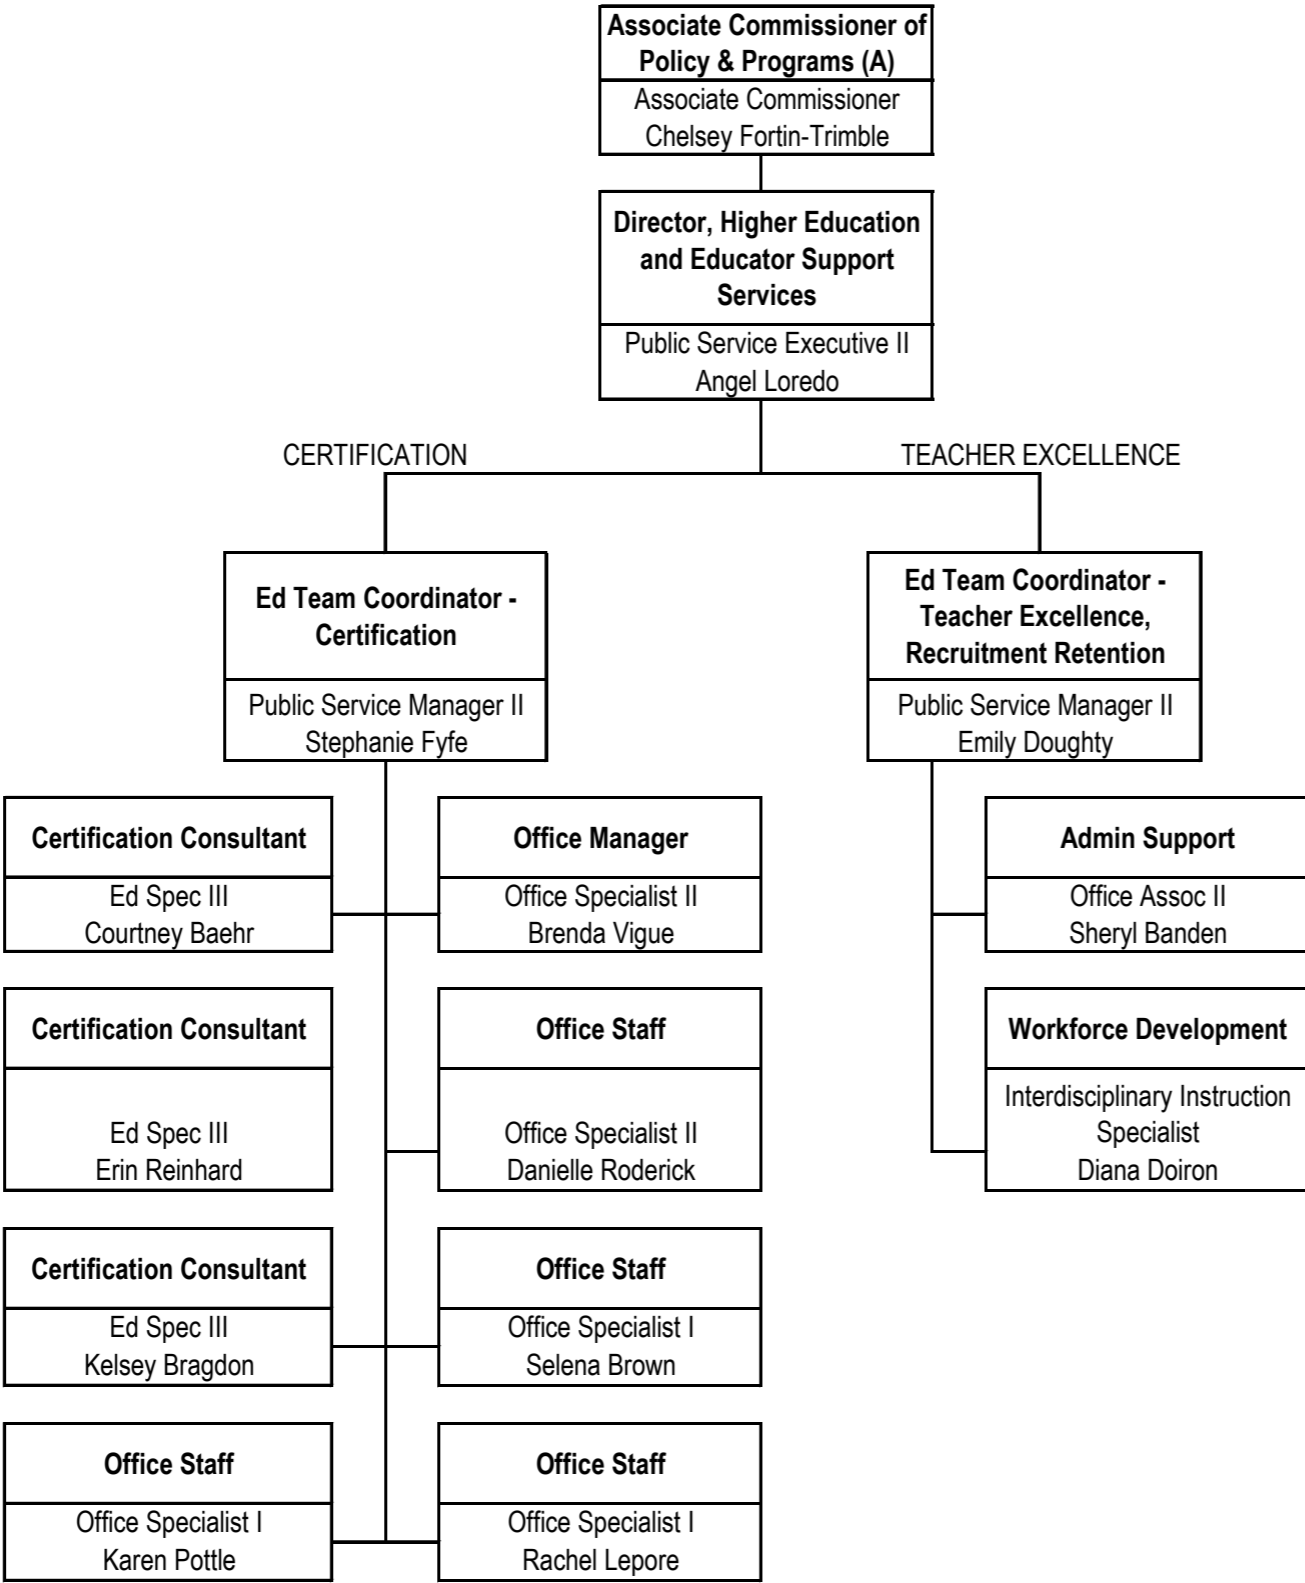 Associate Commissioner of
Policy & Programs (A)
Associate Commissioner
Chelsey Fortin-Trimble
Director, Higher Education
and Educator Support
Services
Public Service Executive II
Angel Loredo
CERTIFICATION
TEACHER EXCELLENCE
Ed Team Coordinator -
Certification
Public Service Manager II
Stephanie Fyfe
Ed Team Coordinator -
Teacher Excellence,
Recruitment Retention
Public Service Manager II
Emily Doughty
Certification Consultant
Ed Spec III
Courtney Baehr
Office Manager
Office Specialist II
Brenda Vigue
Admin Support
Office Assoc II
Sheryl Banden
Certification Consultant
Ed Spec III
Erin Reinhard
Office Staff
Office Specialist II
Danielle Roderick
Workforce Development
Interdisciplinary Instruction
Specialist
Diana Doiron
Certification Consultant
Ed Spec III
Kelsey Bragdon
Office Staff
Office Specialist I
Selena Brown
Office Staff
Office Specialist I
Karen Pottle
Office Staff
Office Specialist I
Rachel Lepore